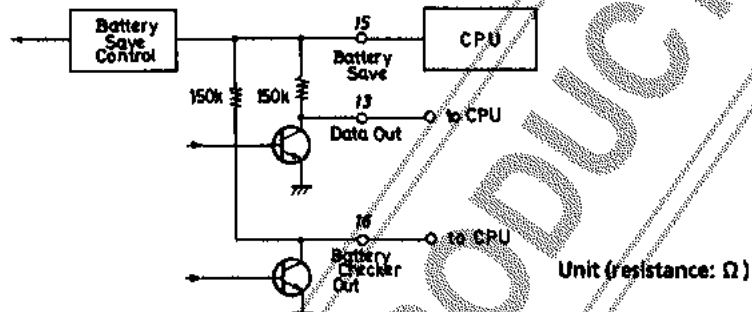 Battery
Save
Control
15
Battery
Save
CPU
150k
150k
13
Data Out
to CPU
16
Battery
Checker
Out
to CPU
Unit (resistance: Ω)
PRODUCT